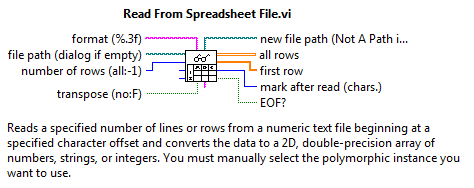 Read From Spreadsheet File.vi
format (%.3f)
new file path (Not A Path i...
file path (dialog if empty)
all rows
number of rows (all:-1)
first row
mark after read (chars.)
transpose (no:F)
EOF?
Reads a specified number of lines or rows from a numeric text file beginning at a
specified character offset and converts the data to a 2D, double-precision array of
numbers, strings, or integers. You must manually select the polymorphic instance you
want to use.